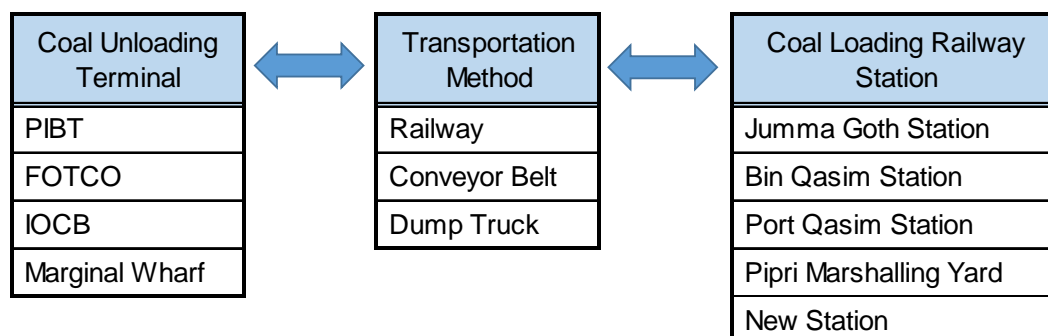 Coal Unloading
Terminal
PIBT
FOTCO
IOCB
Marginal Wharf
Transportation
Method
Railway
Conveyor Belt
Dump Truck
Coal Loading Railway
Station
Jumma Goth Station
Bin Qasim Station
Port Qasim Station
Pipri Marshalling Yard
New Station